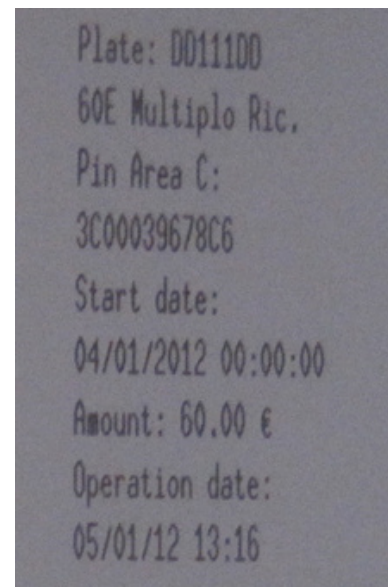 Plate: DD111DD
60E Multiplo Ric.
Pin Area C:
3C00039678C6
Start date:
04/01/2012 00:00:00
Amount: 60.00 €
Operation date:
05/01/12 13:16